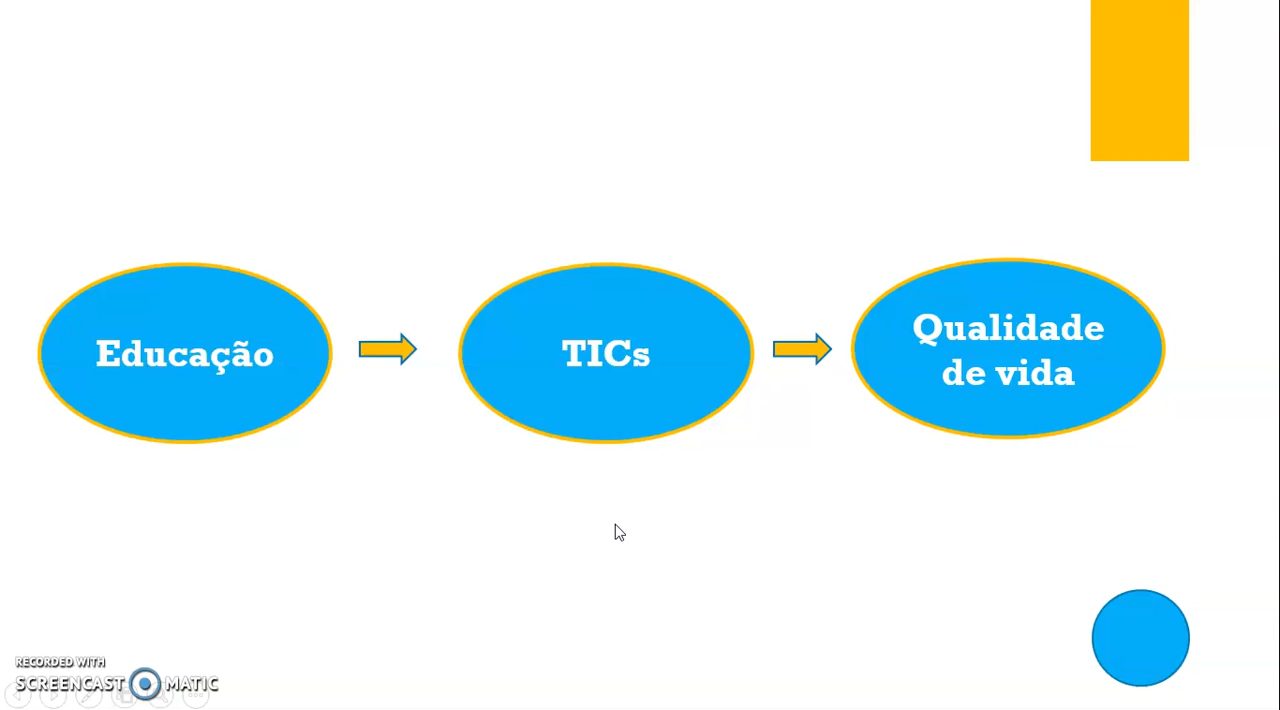 Educação
TICs
Qualidade
de vida
RECORDED WITH
SCREENCAST MATIC